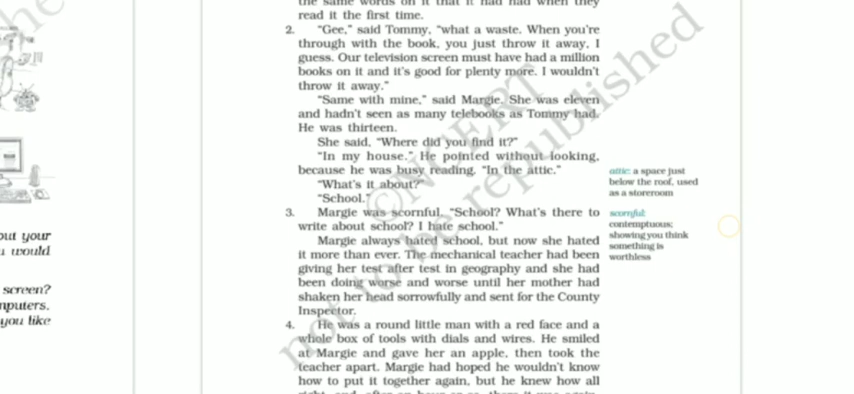 the same words on it that it had had when they
read it the first time.
2. "Gee," said Tommy, "what a waste. When you're
through with the book, you just throw it away, I
guess. Our television screen must have had a million
books on it and it's good for plenty more. I wouldn't
throw it away."
"Same with mine," said Margie. She was eleven
and hadn't seen as many telebooks as Tommy had.
He was thirteen.
She said, "Where did you find it?"
"In my house." He pointed without looking,
because he was busy reading. "In the attic."
"What's it about?"
"School."
3. Margie was scornful. "School? What's there to
write about school? I hate school."
Margie always hated school, but now she hated
it more than ever. The mechanical teacher had been
giving her test after test in geography and she had
been doing worse and worse until her mother had
shaken her head sorrowfully and sent for the County
Inspector.
4. He was a round little man with a red face and a
whole box of tools with dials and wires. He smiled
at Margie and gave her an apple, then took the
teacher apart. Margie had hoped he wouldn't know
how to put it together again, but he knew how all
attic: a space just
below the roof, used
as a storeroom
scornful:
contemptuous;
showing you think
something is
worthless
out your
would
screen?
mputers.
you like
©NCERT
not to be republished
he